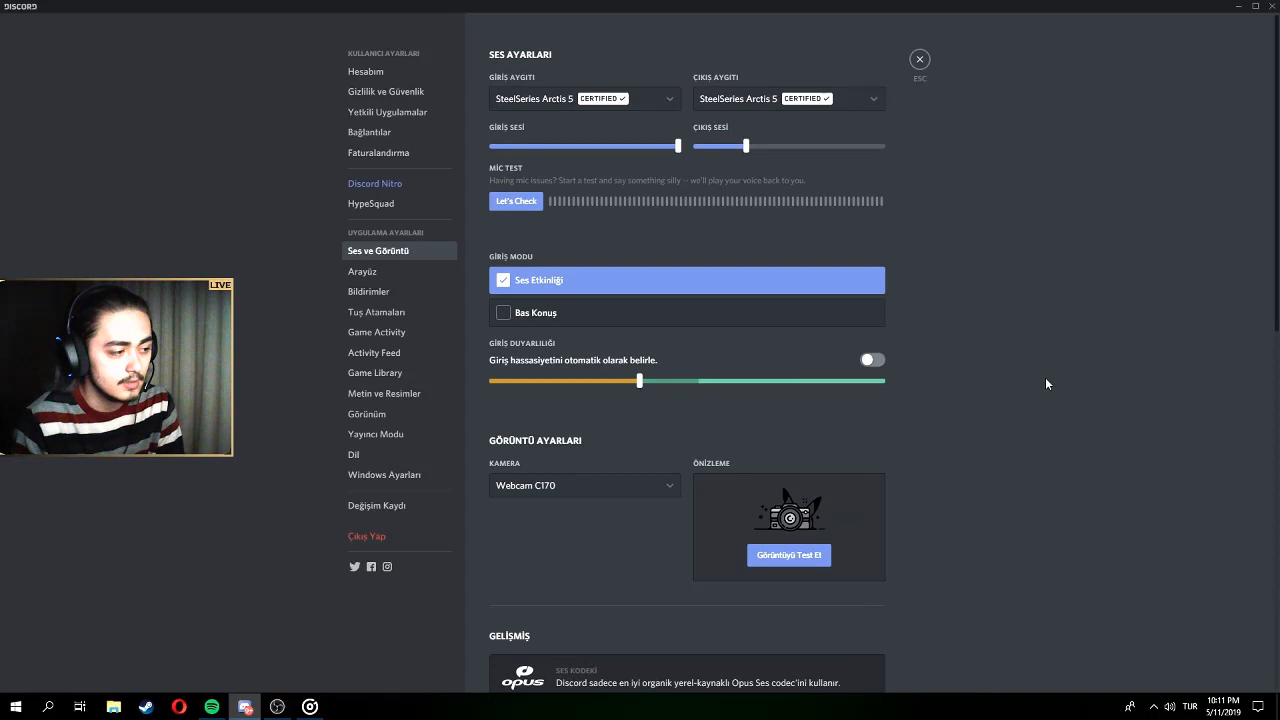 DISCORD
KULLANICI AYARLARI
Hesabım
Gizlilik ve Güvenlik
Yetkili Uygulamalar
Bağlantılar
Faturalandırma
Discord Nitro
HypeSquad
UYGULAMA AYARLARI
Ses ve Görüntü
Arayüz
Bildirimler
Tuş Atamaları
Game Activity
Activity Feed
Game Library
Metin ve Resimler
Görünüm
Yayıncı Modu
Dil
Windows Ayarları
Değişim Kaydı
Çıkış Yap
LIVE
SES AYARLARI
ESC
GİRİŞ AYGITI
ÇIKIŞ AYGITI
SteelSeries Arctis 5 CERTIFIED
SteelSeries Arctis 5 CERTIFIED
GİRİŞ SESİ
ÇIKIŞ SESİ
MİC TEST
Having mic issues? Start a test and say something silly -- we'll play your voice back to you.
Let's Check
GİRİŞ MODU
Ses Etkinliği
Bas Konuş
GİRİŞ DUYARLILIĞI
Giriş hassasiyetini otomatik olarak belirle.
GÖRÜNTÜ AYARLARI
KAMERA
ÖNİZLEME
Webcam C170
Görüntüyü Test Et
GELİŞMİŞ
opus
SES KODEKİ
Discord sadece en iyi organik yerel-kaynaklı Opus Ses codec'ini kullanır.
TUR
10:11 PM
5/11/2019